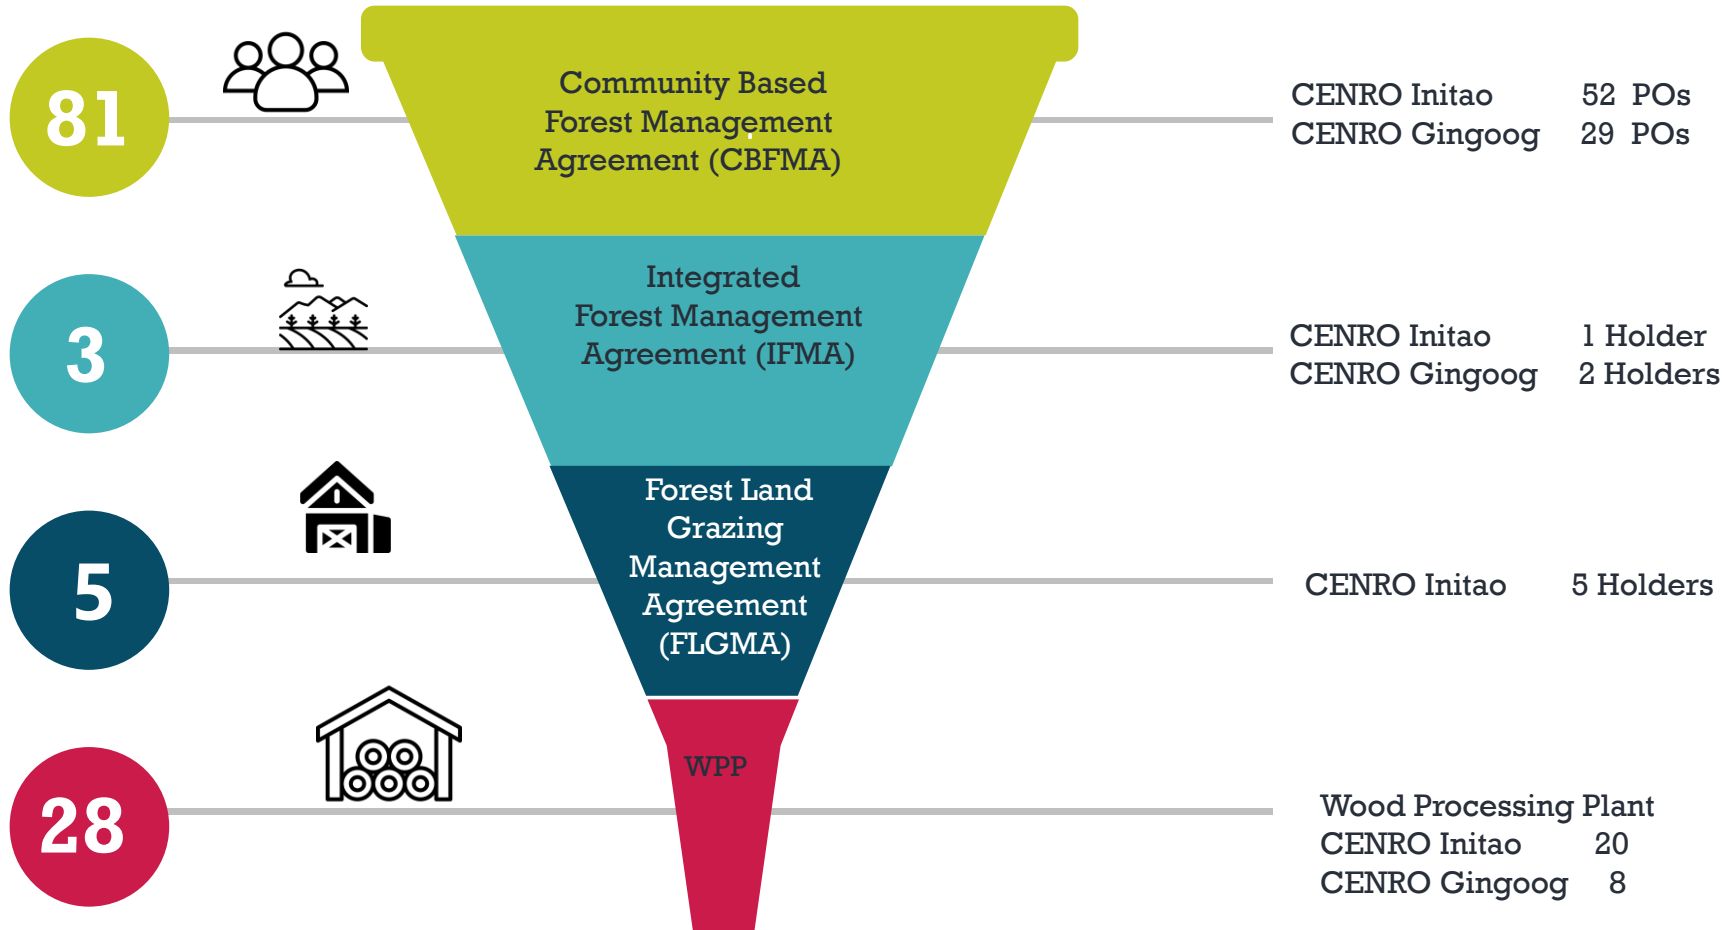 81
Community Based
Forest Management
Agreement (CBFMA)
CENRO Initao 52 POs
CENRO Gingoog 29 POs
3
Integrated
Forest Management
Agreement (IFMA)
CENRO Initao 1 Holder
CENRO Gingoog 2 Holders
5
Forest Land
Grazing
Management
Agreement
(FLGMA)
CENRO Initao 5 Holders
28
WPP
Wood Processing Plant
CENRO Initao 20
CENRO Gingoog 8